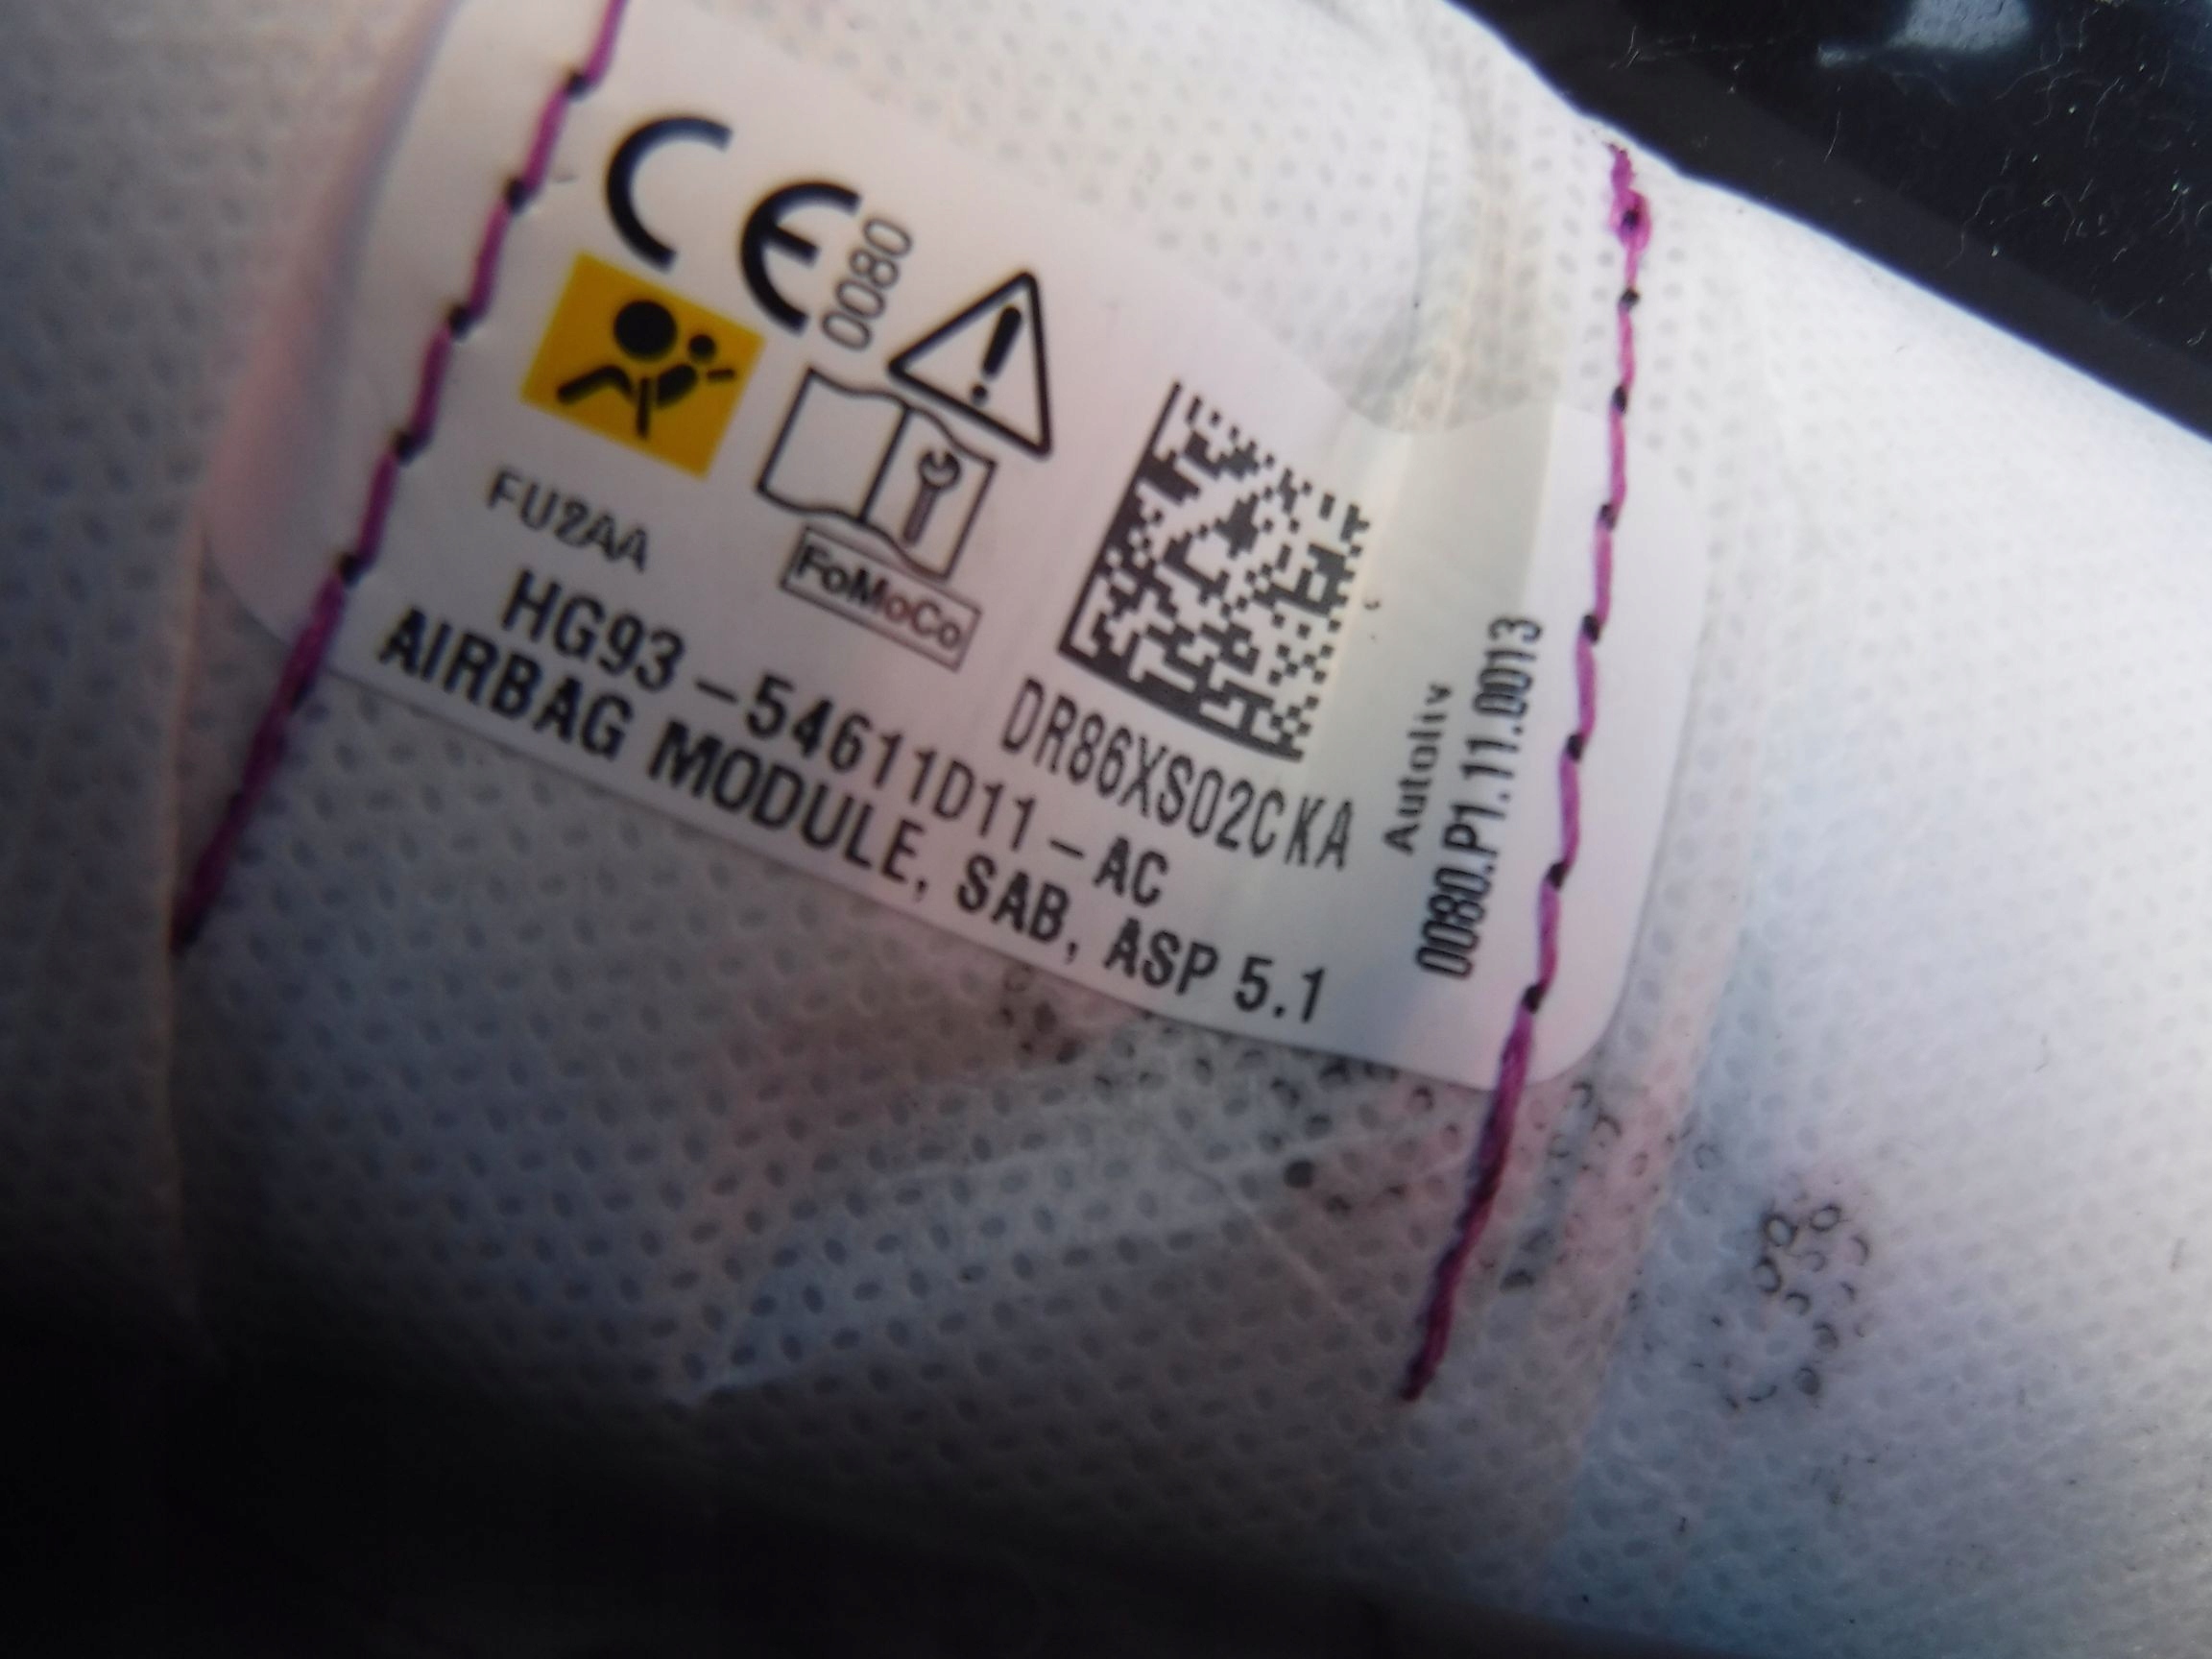 CE
0080
FU2AA
FoMoCo
HG93-54611D11-AC
DR86XS02CKA
AIRBAG MODULE, SAB, ASP 5.1
Autoliv
0080.P1.11.0013